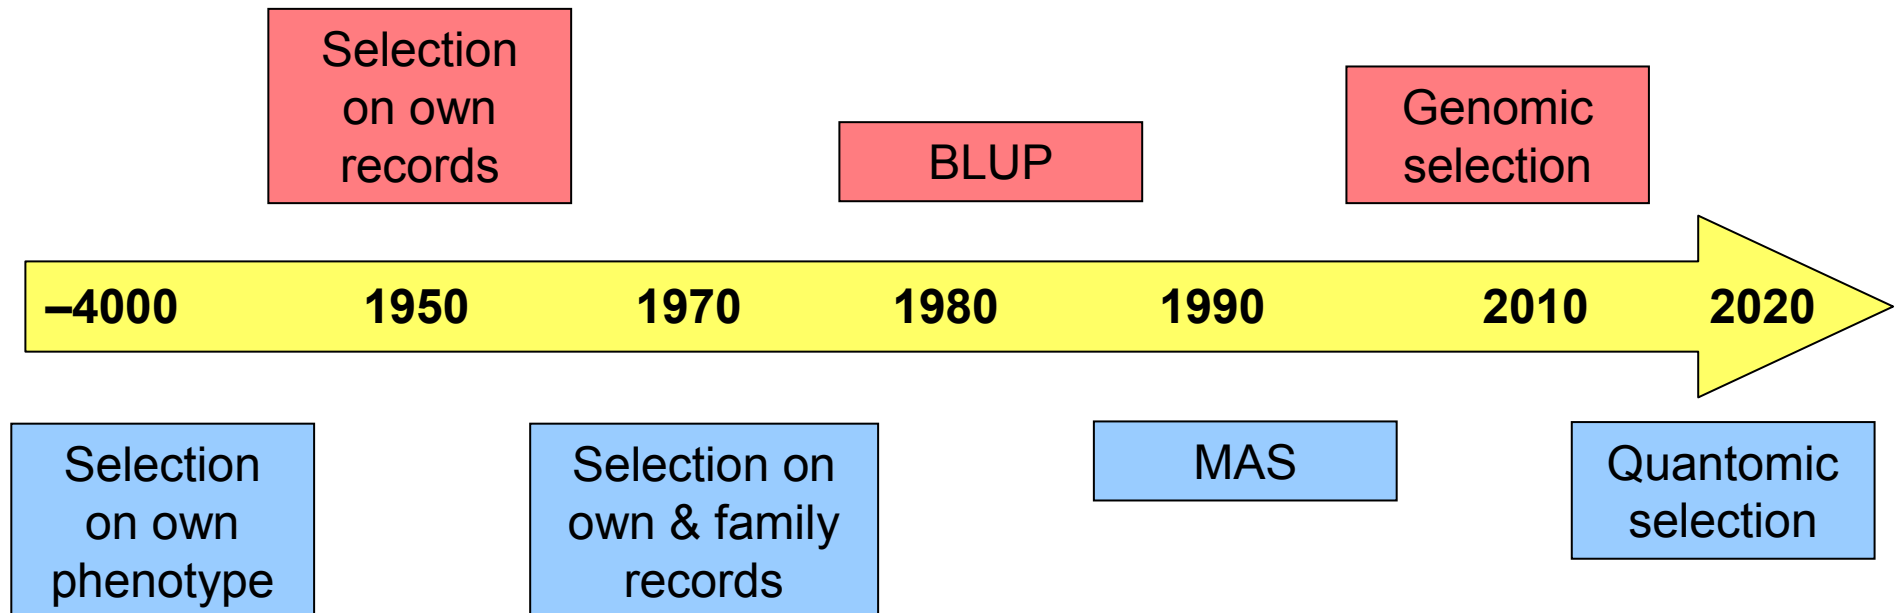 Selection
on own
records
BLUP
Genomic
selection
–4000 1950 1970 1980 1990 2010 2020
Selection
on own
phenotype
Selection on
own & family
records
MAS
Quantomic
selection